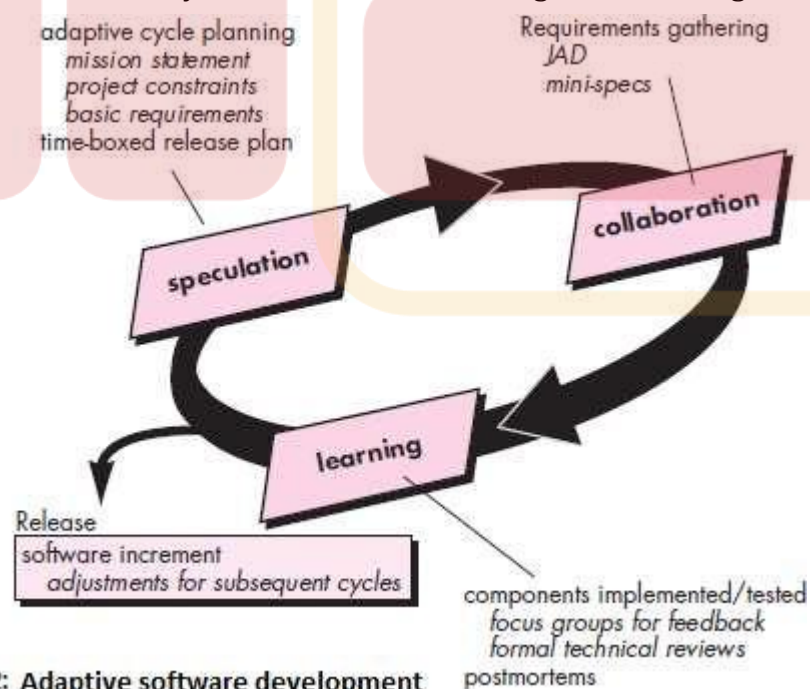 adaptive cycle planning
mission statement
project constraints
basic requirements
time-boxed release plan
Requirements gathering
JAD
mini-specs
speculation
collaboration
learning
Release
software increment
adjustments for subsequent cycles
components implemented/tested
focus groups for feedback
formal technical reviews
postmortems
: Adaptive software development